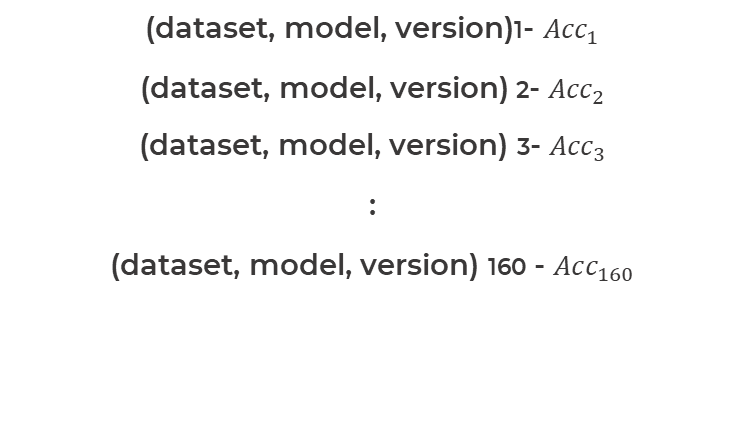 (dataset, model, version)1- Acc₁
(dataset, model, version) 2- Acc₂
(dataset, model, version) 3- Acc₃
:
(dataset, model, version) 160 - Acc₁₆₀